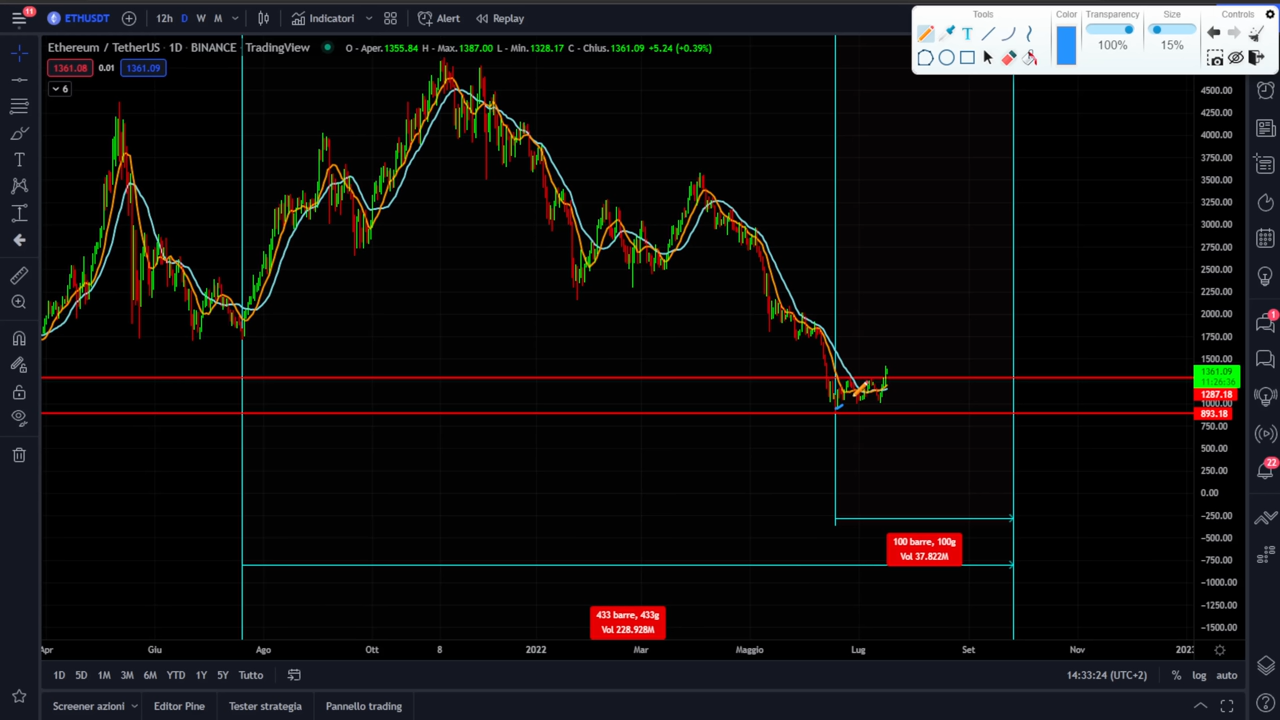 11
ETHUSDT
12h
D
W
M
Indicatori
Alert
Replay
Tools
Color
Transparency
Size
Controls
100%
15%
Ethereum / TetherUS · 1D · BINANCE · TradingView
O - Aper.1355.84 H - Max.1387.00 L - Min.1328.17 C - Chius.1361.09 +5.24 (+0.39%)
1361.08
0.01
1361.09
6
4500.00
4250.00
4000.00
3750.00
3500.00
3250.00
3000.00
2750.00
2500.00
2250.00
2000.00
1750.00
1500.00
1361.09
11:26:36
1287.18
1000.00
893.18
750.00
500.00
250.00
0.00
-250.00
-500.00
-750.00
-1000.00
-1250.00
-1500.00
1
22
100 barre, 100g
Vol 37.822M
433 barre, 433g
Vol 228.928M
Apr
Giu
Ago
Ott
8
2022
Mar
Maggio
Lug
Set
Nov
1D
5D
1M
3M
6M
YTD
1Y
5Y
Tutto
14:33:24 (UTC+2)
%
log
auto
Screener azioni
Editor Pine
Tester strategia
Pannello trading